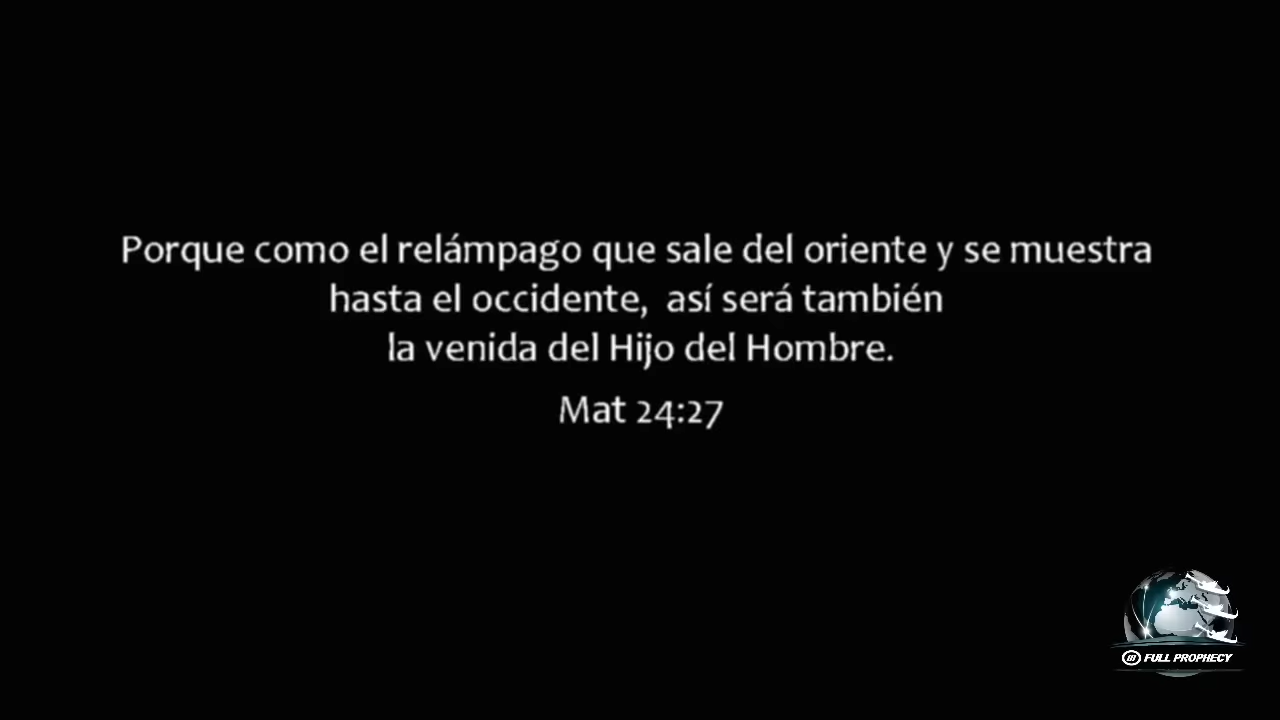 Porque como el relámpago que sale del oriente y se muestra
hasta el occidente, así será también
la venida del Hijo del Hombre.
Mat 24:27
FULL PROPHECY